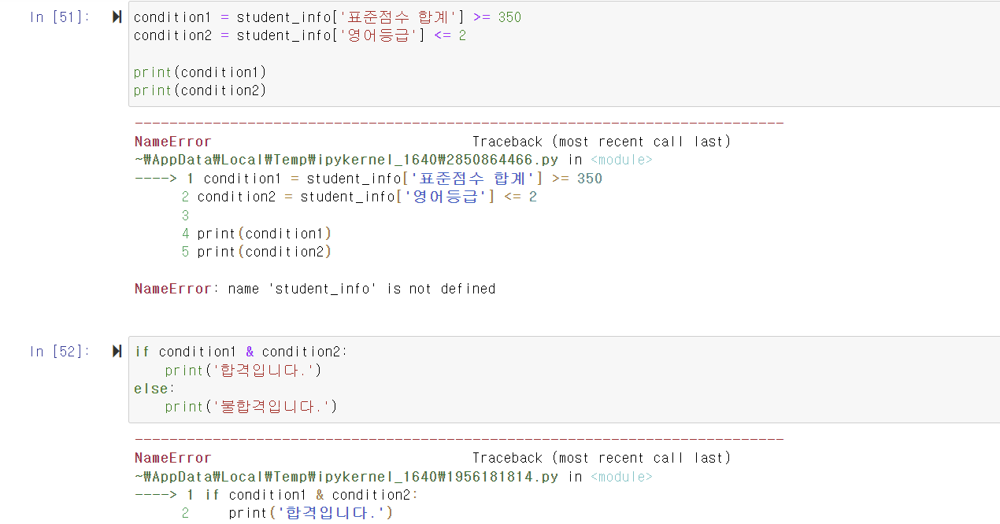 In [51]:
condition1 = student_info['표준점수 합계'] >= 350
condition2 = student_info['영어등급'] <= 2
print(condition1)
print(condition2)
---------------------------------------------------------------------------
NameError                                 Traceback (most recent call last)
~₩AppData₩Local₩Temp₩ipykernel_1640₩2850864466.py in <module>
----> 1 condition1 = student_info['표준점수 합계'] >= 350
      2 condition2 = student_info['영어등급'] <= 2
      3
      4 print(condition1)
      5 print(condition2)
NameError: name 'student_info' is not defined
In [52]:
if condition1 & condition2:
    print('합격입니다.')
else:
    print('불합격입니다.')
---------------------------------------------------------------------------
NameError                                 Traceback (most recent call last)
~₩AppData₩Local₩Temp₩ipykernel_1640₩1956181814.py in <module>
----> 1 if condition1 & condition2:
      2     print('합격입니다.')